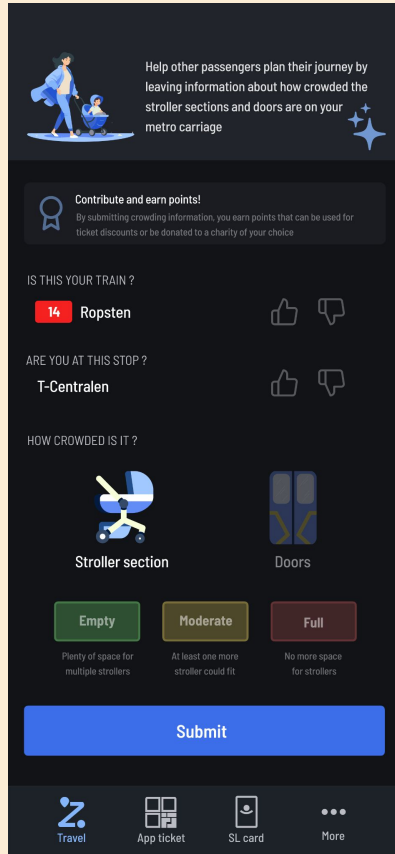 Help other passengers plan their journey by
leaving information about how crowded the
stroller sections and doors are on your
metro carriage
Contribute and earn points!
By submitting crowding information, you earn points that can be used for
ticket discounts or be donated to a charity of your choice
IS THIS YOUR TRAIN ?
14 Ropsten
ARE YOU AT THIS STOP ?
T-Centralen
HOW CROWDED IS IT ?
Stroller section Doors
Empty Moderate Full
Plenty of space for At least one more No more space
multiple strollers stroller could fit for strollers
Submit
Travel App ticket SL card More